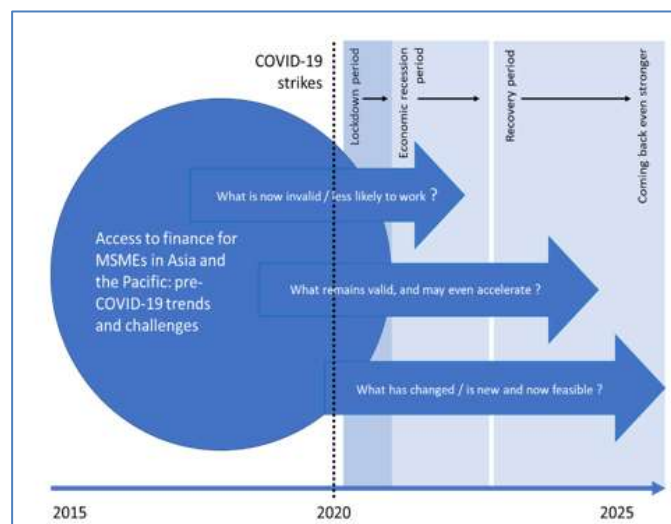 COVID-19
strikes
Lockdown period
Economic recession
period
Recovery period
Coming back even stronger
What is now invalid / less likely to work ?
Access to finance for
MSMEs in Asia and
the Pacific: pre-
COVID-19 trends
and challenges
What remains valid, and may even accelerate ?
What has changed / is new and now feasible ?
2015
2020
2025